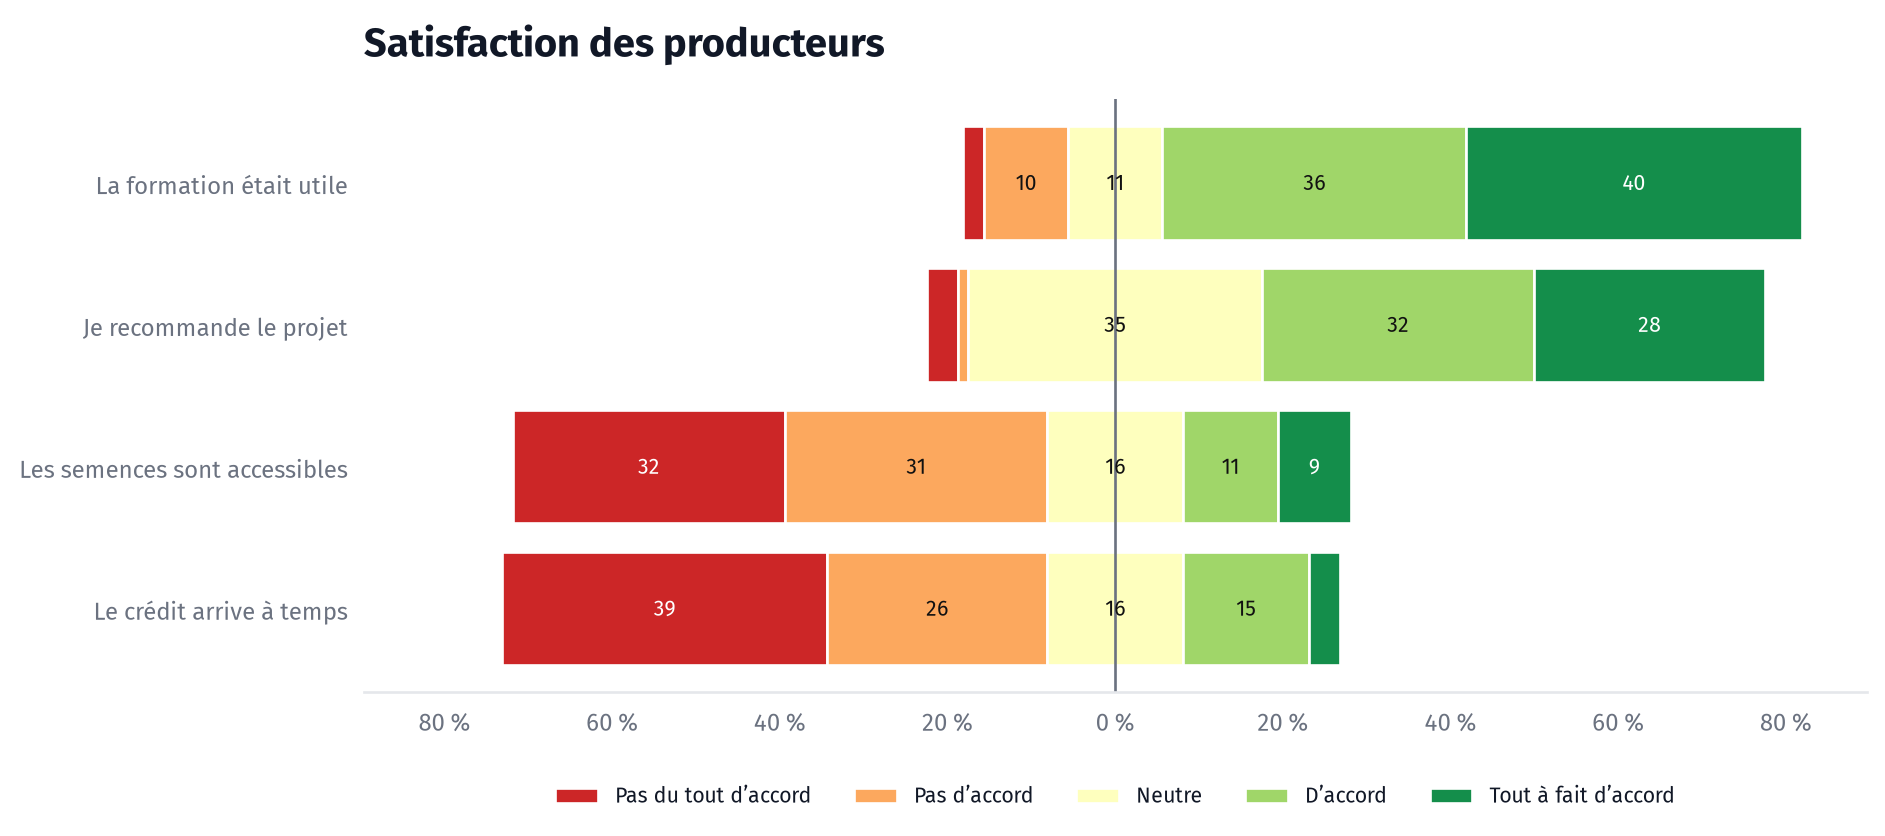 Satisfaction des producteurs
La formation était utile 10 11 36 40
Je recommande le projet 35 32 28
Les semences sont accessibles 32 31 16 11 9
Le crédit arrive à temps 39 26 16 15
80 % 60 % 40 % 20 % 0 % 20 % 40 % 60 % 80 %
Pas du tout d’accord Pas d’accord Neutre D’accord Tout à fait d’accord